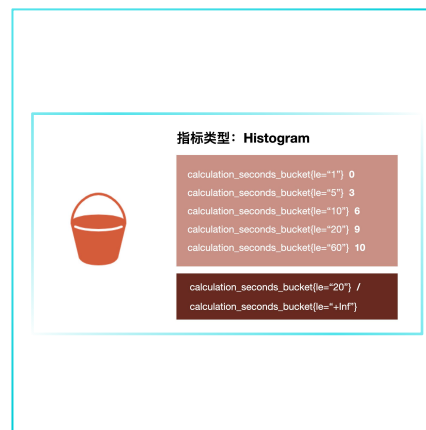 指标类型：Histogram
calculation_seconds_bucket{le=“1”} 0
calculation_seconds_bucket{le=“5”} 3
calculation_seconds_bucket{le=“10”} 6
calculation_seconds_bucket{le=“20”} 9
calculation_seconds_bucket{le=“60”} 10
calculation_seconds_bucket{le=“20”} /
calculation_seconds_bucket{le=“+Inf”}